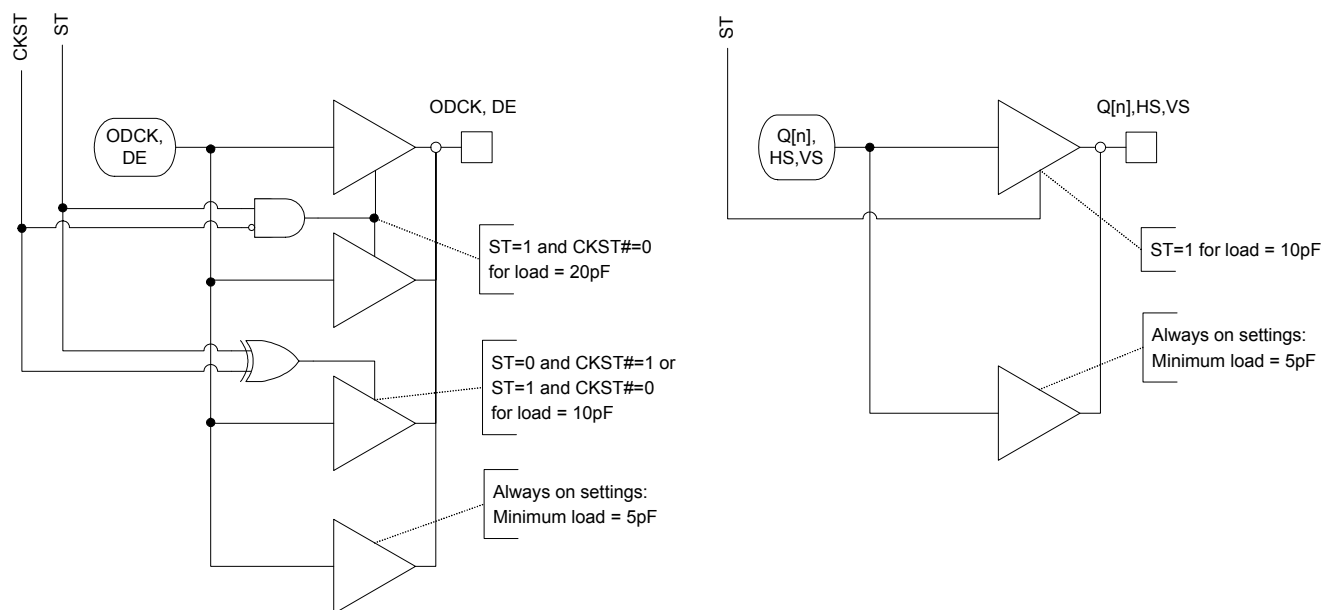 CKST
ST
ODCK,
DE
ODCK, DE
ST=1 and CKST#=0
for load = 20pF
ST=0 and CKST#=1 or
ST=1 and CKST#=0
for load = 10pF
Always on settings:
Minimum load = 5pF
ST
Q[n],
HS,VS
Q[n],HS,VS
ST=1 for load = 10pF
Always on settings:
Minimum load = 5pF